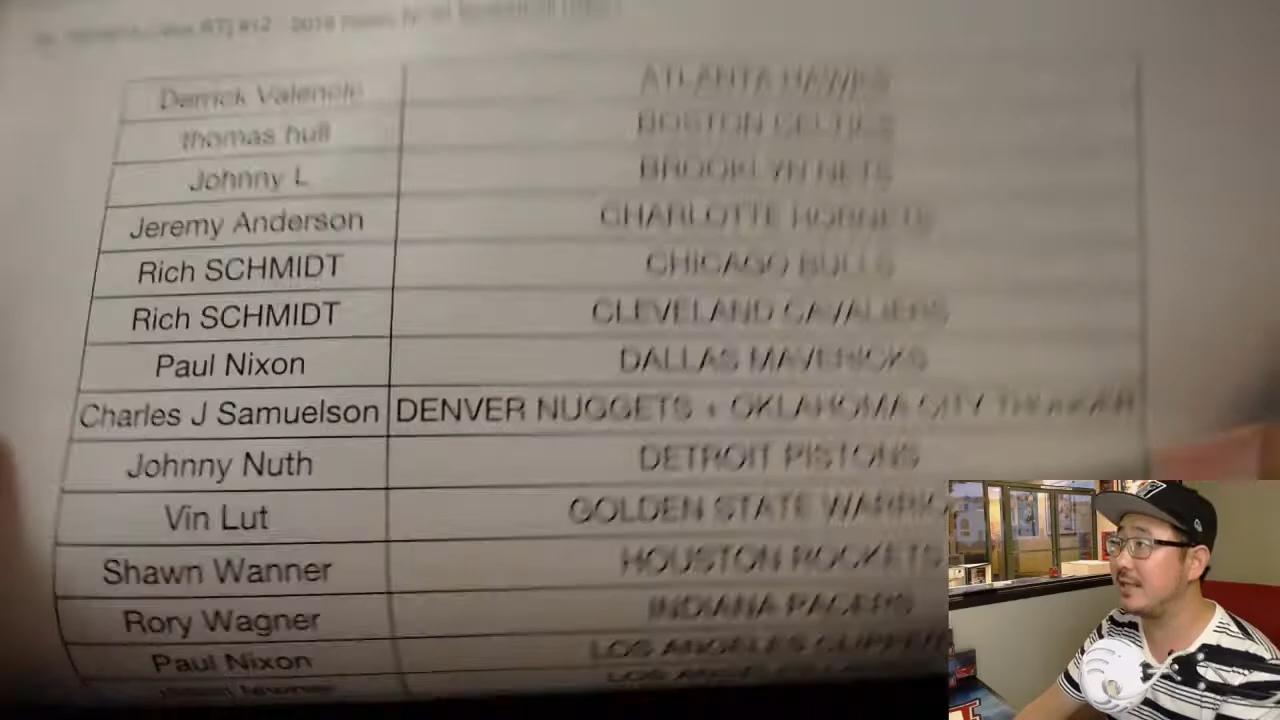 Derrick Valencia ATLANTA HAWKS
thomas hull BOSTON CELTICS
Johnny L BROOKLYN NETS
Jeremy Anderson CHARLOTTE HORNETS
Rich SCHMIDT CHICAGO BULLS
Rich SCHMIDT CLEVELAND CAVALIERS
Paul Nixon DALLAS MAVERICKS
Charles J Samuelson DENVER NUGGETS + OKLAHOMA CITY THUNDER
Johnny Nuth DETROIT PISTONS
Vin Lut GOLDEN STATE
Shawn Wanner HOUSTON ROCKETS
Rory Wagner INDIANA PACERS
Paul Nixon LOS ANGELES
LOS